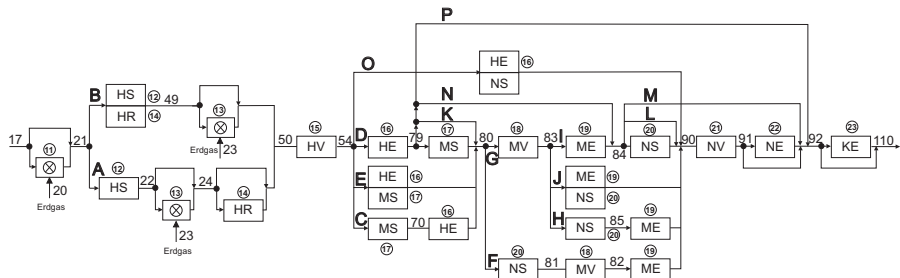 P
O
HE 16
NS
B
HS 12 49 13
HR 14
Erdgas 23
N
K
M
L
17 11 21
20
Erdgas
50 15 HV 54
D 16 HE 79 17 MS 80 18 MV 83 I 19 ME 84 20 NS 90 21 NV 91 22 NE 92 23 KE 110
G
A 12 HS 22 13 24 14 HR
23
Erdgas
E HE 16
MS 17
J ME 19
NS 20
C MS 70 16 HE
17
H NS 85 19 ME
20
F 20 NS 81 18 MV 82 19 ME